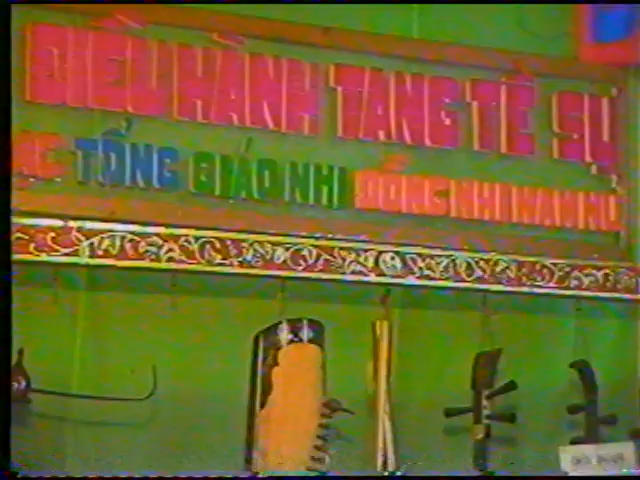 ĐIỀU HÀNH TANG TẾ SỰ
TỔNG GIÁO NHI ĐỒNG NHI NAM NỮ